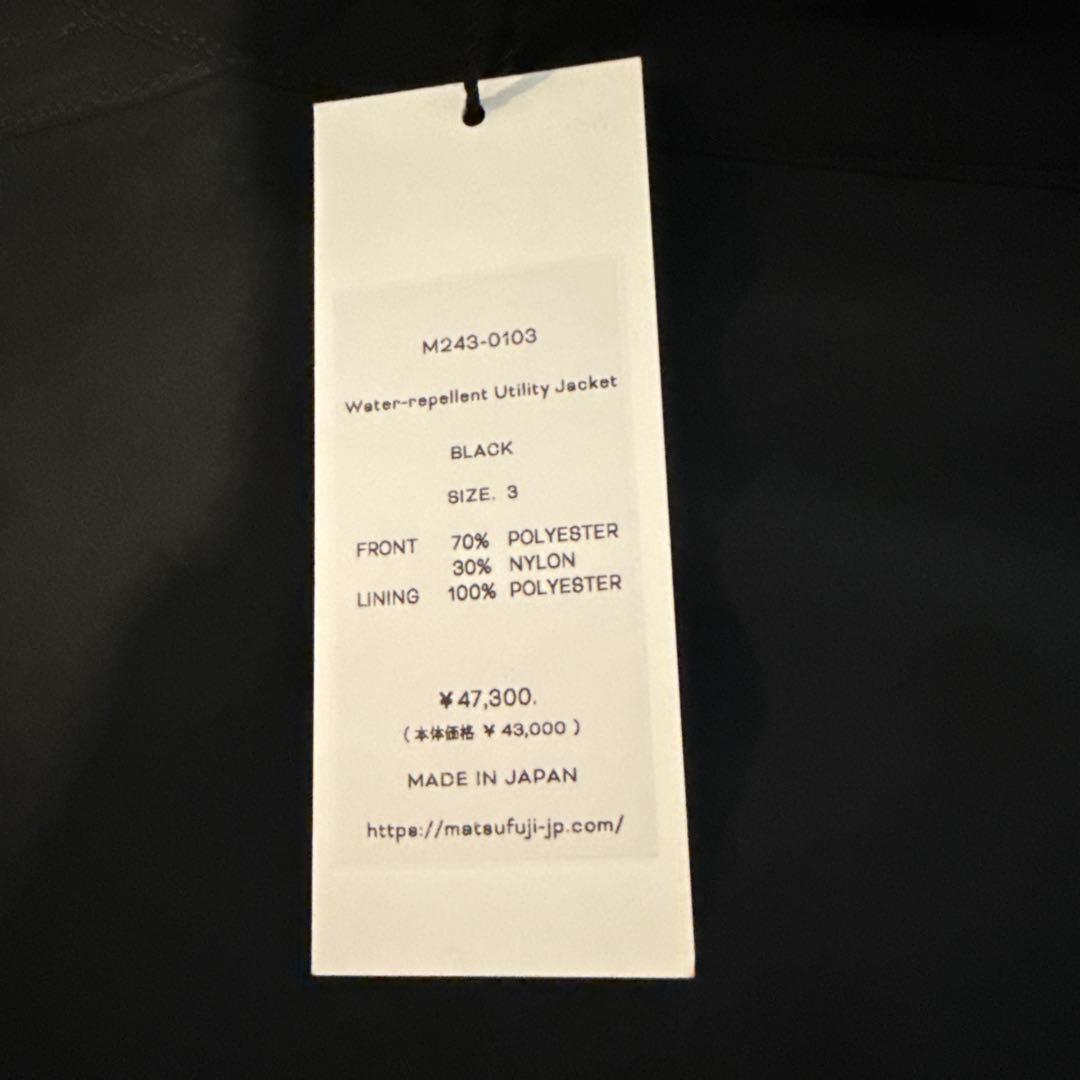 M243-0103
Water-repellent Utility Jacket
BLACK
SIZE. 3
FRONT 70% POLYESTER
30% NYLON
LINING 100% POLYESTER
¥47,300.
(本体価格 ¥ 43,000 )
MADE IN JAPAN
https://matsufuji-jp.com/